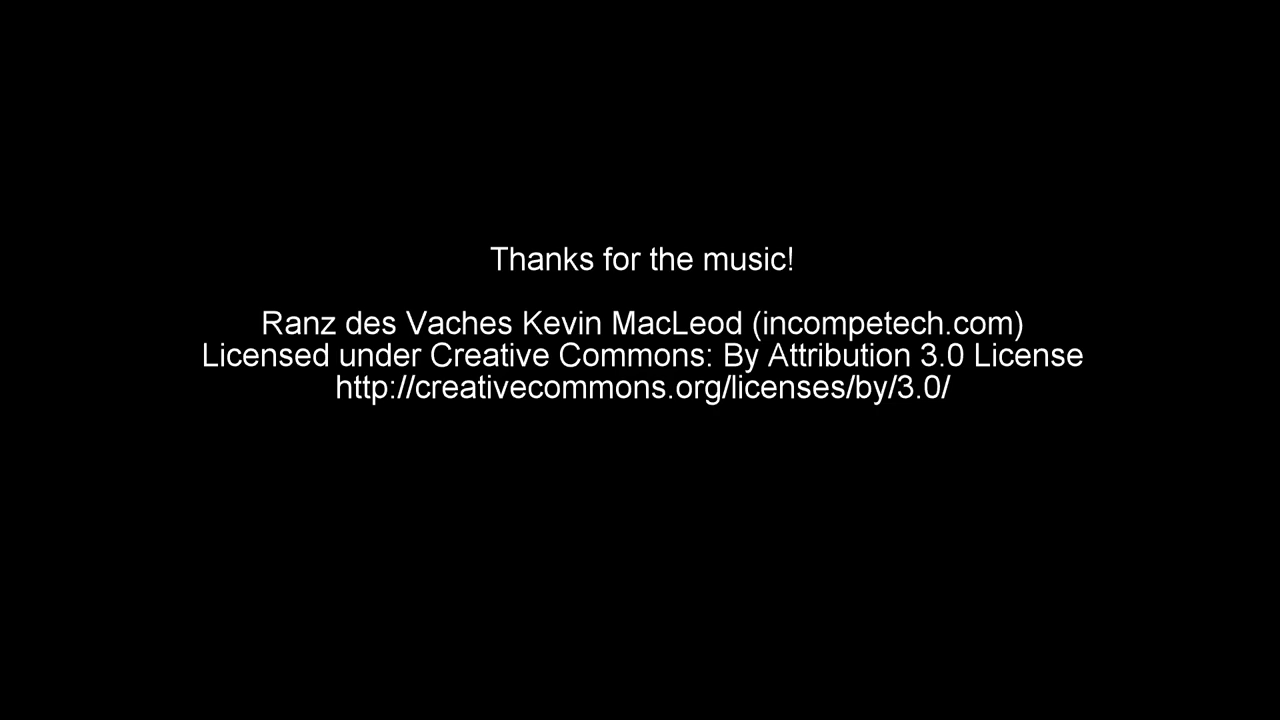 Thanks for the music!
Ranz des Vaches Kevin MacLeod (incompetech.com)
Licensed under Creative Commons: By Attribution 3.0 License
http://creativecommons.org/licenses/by/3.0/